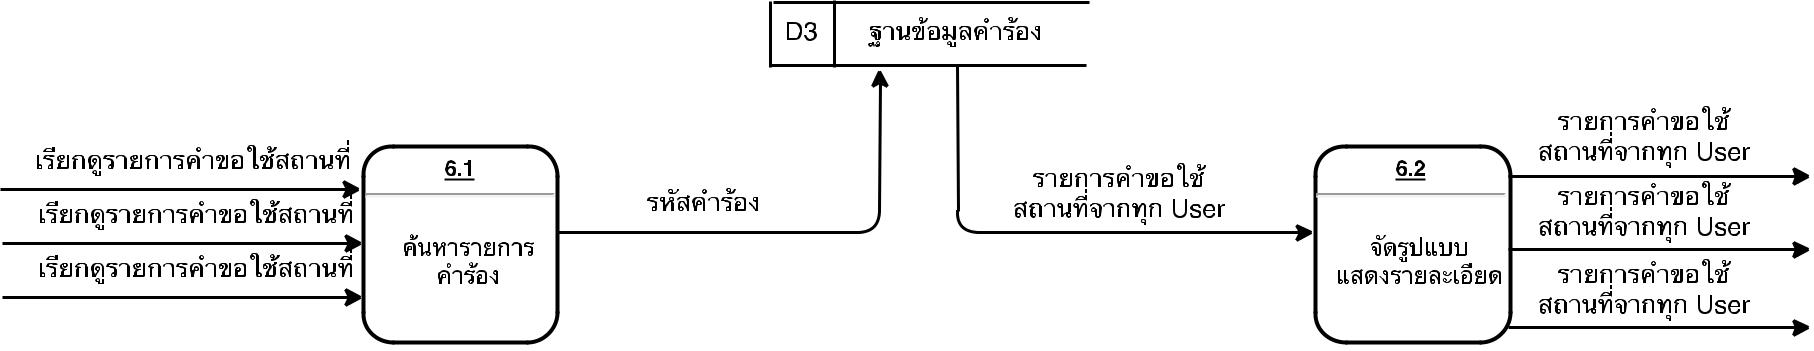 D3
ฐานข้อมูลคำร้อง
เรียกดูรายการคำขอใช้สถานที่
เรียกดูรายการคำขอใช้สถานที่
เรียกดูรายการคำขอใช้สถานที่
6.1
ค้นหารายการ
คำร้อง
รหัสคำร้อง
รายการคำขอใช้
สถานที่จากทุก User
6.2
จัดรูปแบบ
แสดงรายละเอียด
รายการคำขอใช้
สถานที่จากทุก User
รายการคำขอใช้
สถานที่จากทุก User
รายการคำขอใช้
สถานที่จากทุก User